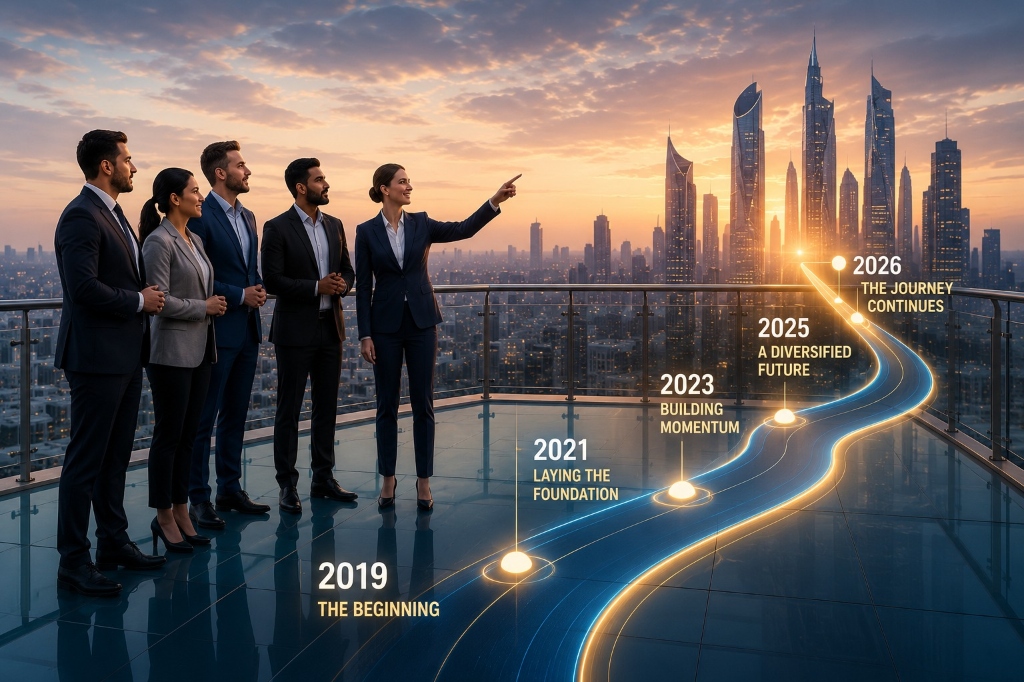 2019
THE BEGINNING
2021
LAYING THE
FOUNDATION
2023
BUILDING
MOMENTUM
2025
A DIVERSIFIED
FUTURE
2026
THE JOURNEY
CONTINUES